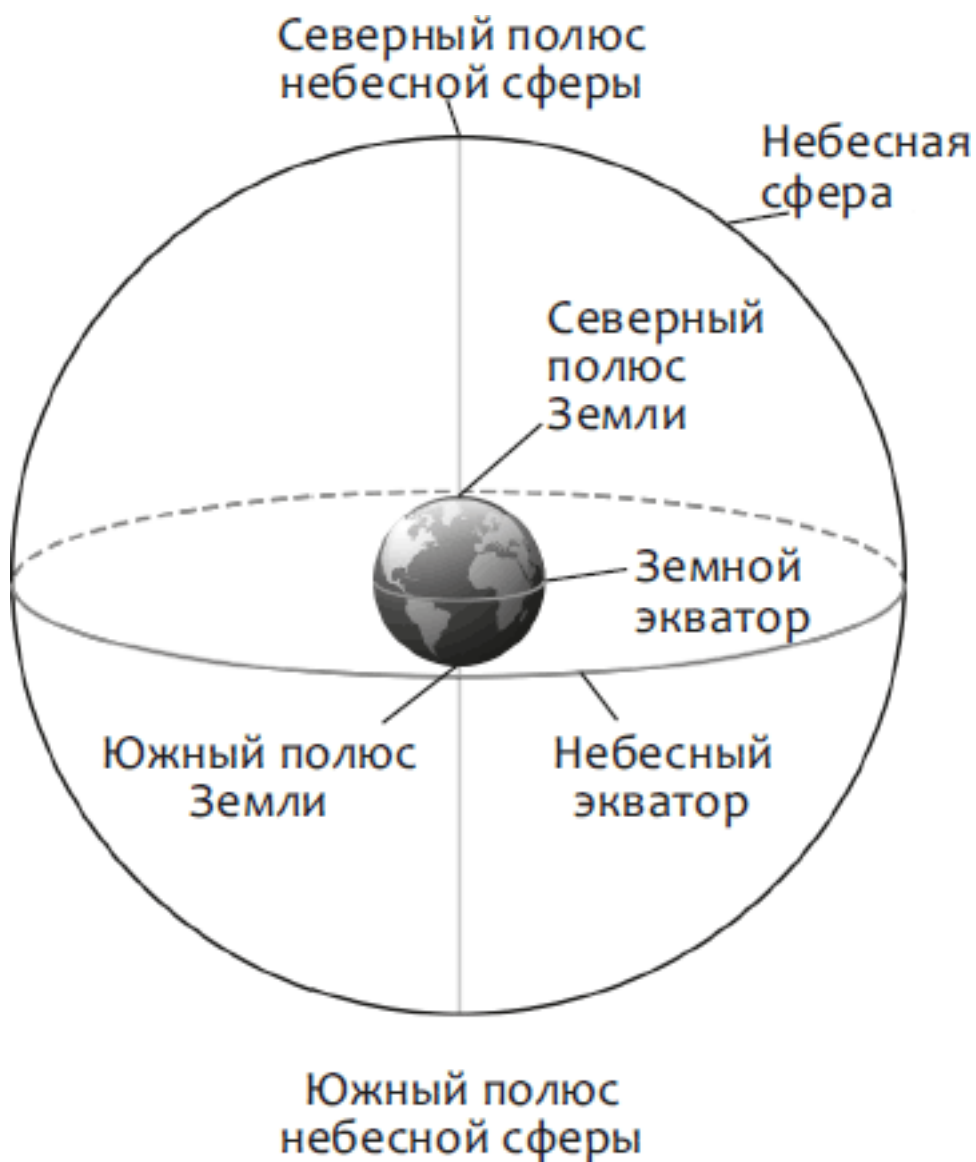 Северный полюс
небесной сферы
Небесная
сфера
Северный
полюс
Земли
Земной
экватор
Южный полюс
Земли
Небесный
экватор
Южный полюс
небесной сферы